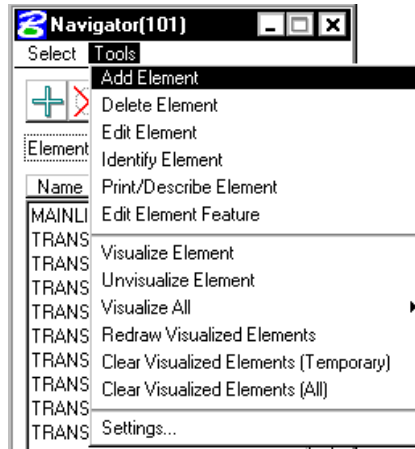 Navigator(101)
Select Tools
Add Element
Delete Element
Edit Element
Element
Identify Element
Name
Print/Describe Element
MAINLI
Edit Element Feature
TRANS
TRANS
Visualize Element
TRANS
Unvisualize Element
TRANS
Visualize All
TRANS
Redraw Visualized Elements
TRANS
Clear Visualized Elements (Temporary)
TRANS
Clear Visualized Elements (All)
TRANS
TRANS
Settings...